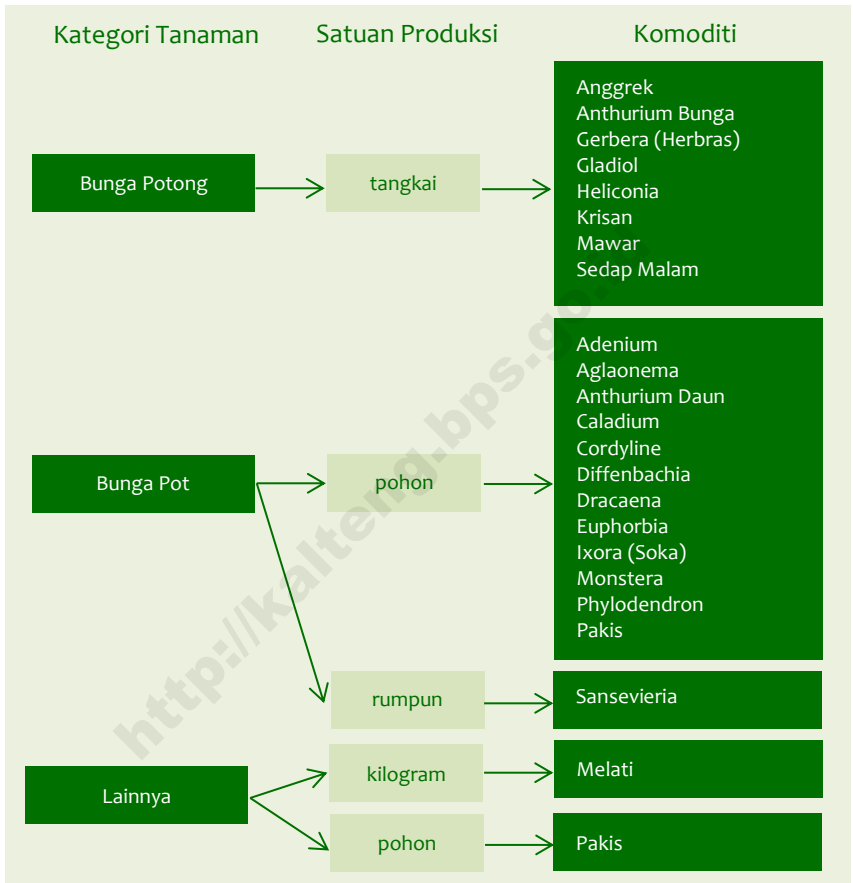 Kategori Tanaman
Satuan Produksi
Komoditi
Bunga Potong
tangkai
Anggrek
Anthurium Bunga
Gerbera (Herbras)
Gladiol
Heliconia
Krisan
Mawar
Sedap Malam
Bunga Pot
pohon
Adenium
Aglaonema
Anthurium Daun
Caladium
Cordyline
Diffenbachia
Dracaena
Euphorbia
Ixora (Soka)
Monstera
Phylodendron
Pakis
rumpun
Sansevieria
Lainnya
kilogram
Melati
pohon
Pakis
http://kalteng.bps.go.id